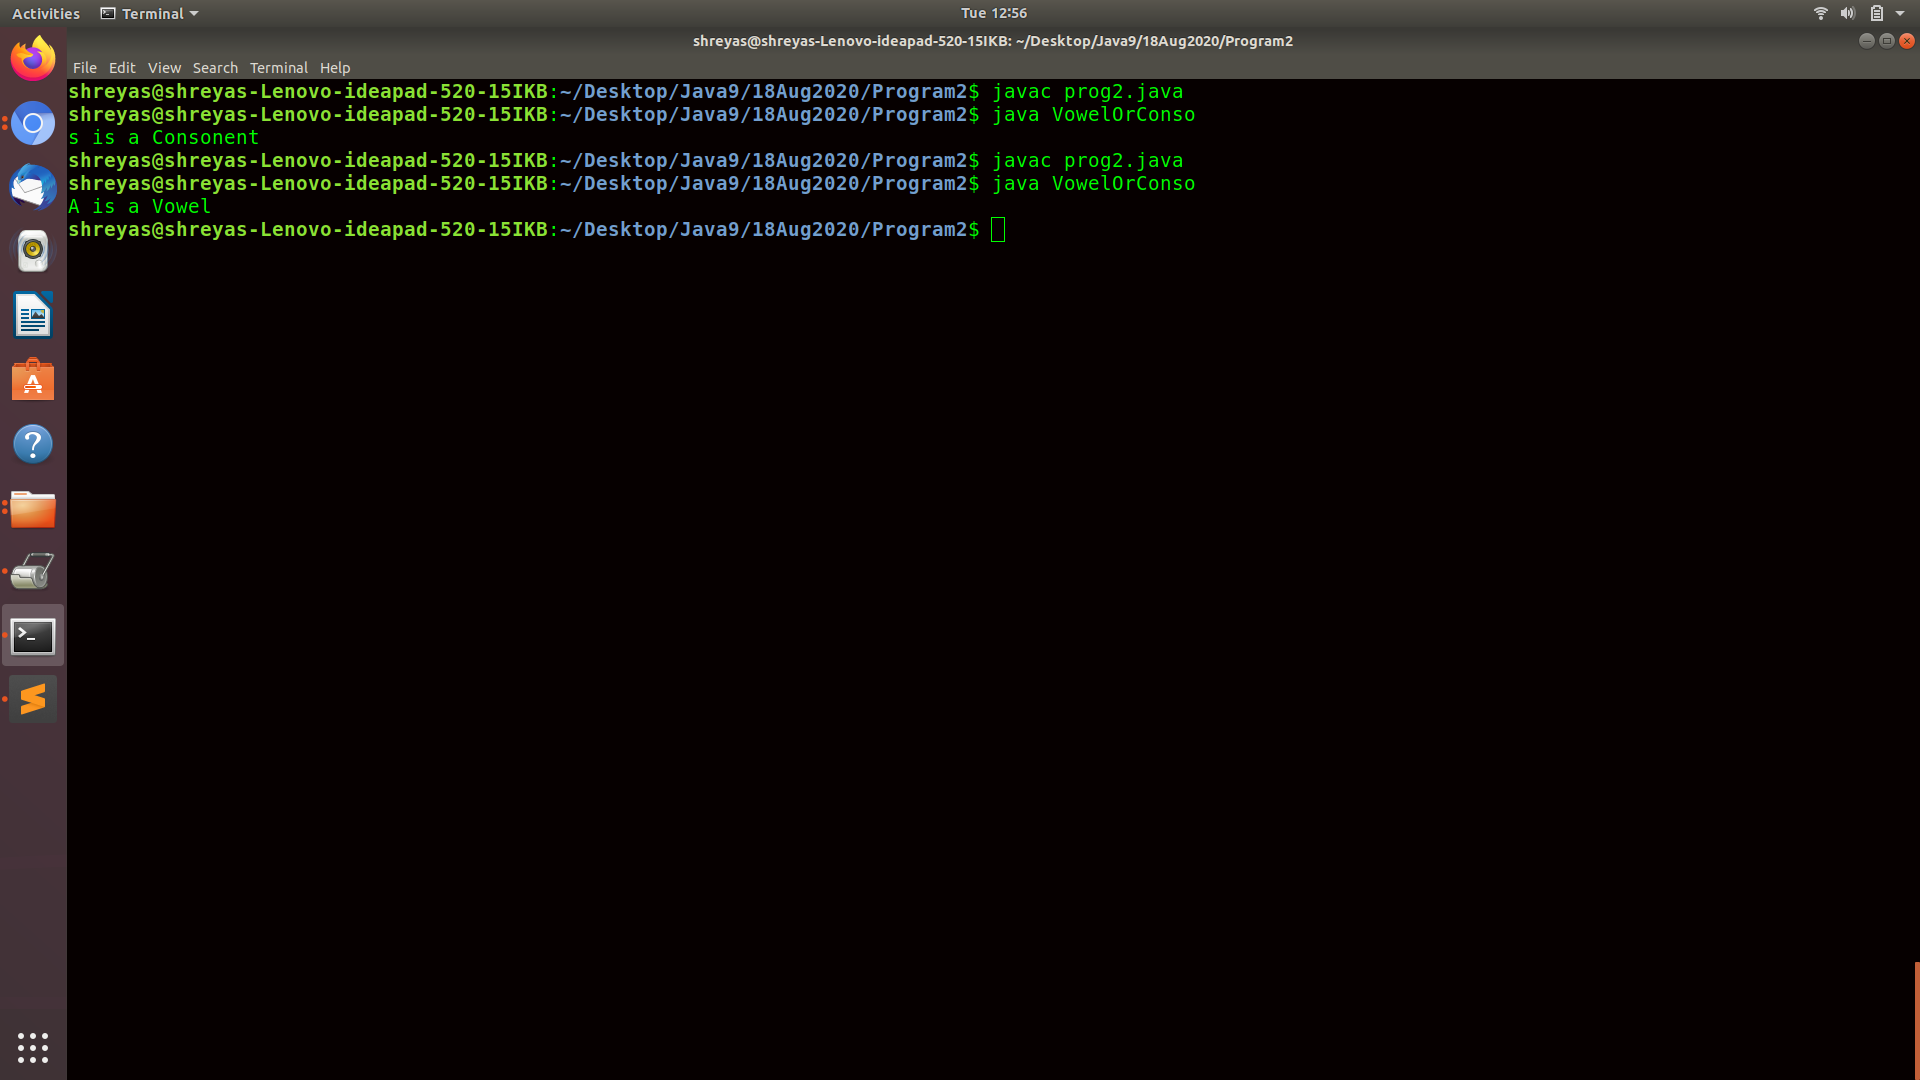 Activities Terminal Tue 12:56
shreyas@shreyas-Lenovo-ideapad-520-15IKB: ~/Desktop/Java9/18Aug2020/Program2
File Edit View Search Terminal Help
shreyas@shreyas-Lenovo-ideapad-520-15IKB:~/Desktop/Java9/18Aug2020/Program2$ javac prog2.java
shreyas@shreyas-Lenovo-ideapad-520-15IKB:~/Desktop/Java9/18Aug2020/Program2$ java VowelOrConso
s is a Consonent
shreyas@shreyas-Lenovo-ideapad-520-15IKB:~/Desktop/Java9/18Aug2020/Program2$ javac prog2.java
shreyas@shreyas-Lenovo-ideapad-520-15IKB:~/Desktop/Java9/18Aug2020/Program2$ java VowelOrConso
A is a Vowel
shreyas@shreyas-Lenovo-ideapad-520-15IKB:~/Desktop/Java9/18Aug2020/Program2$